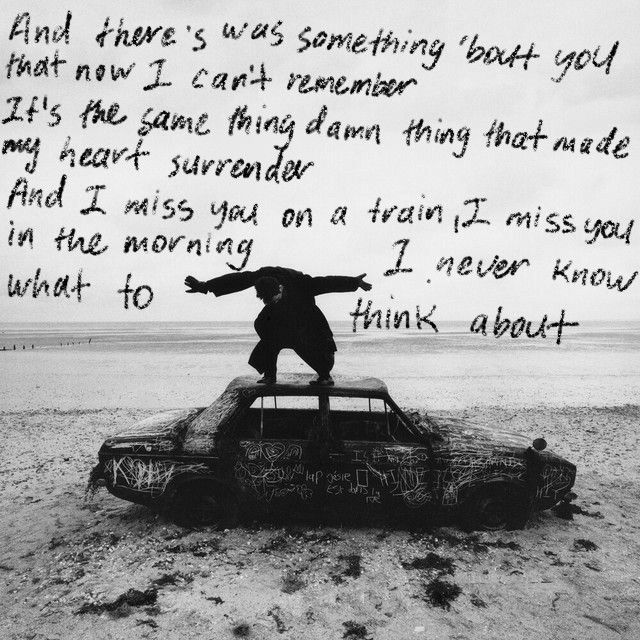 And there's was something 'bout you
that now I can't remember
It's the same thing damn thing that made
my heart surrender
And I miss you on a train, I miss you
in the morning I never know
what to think about